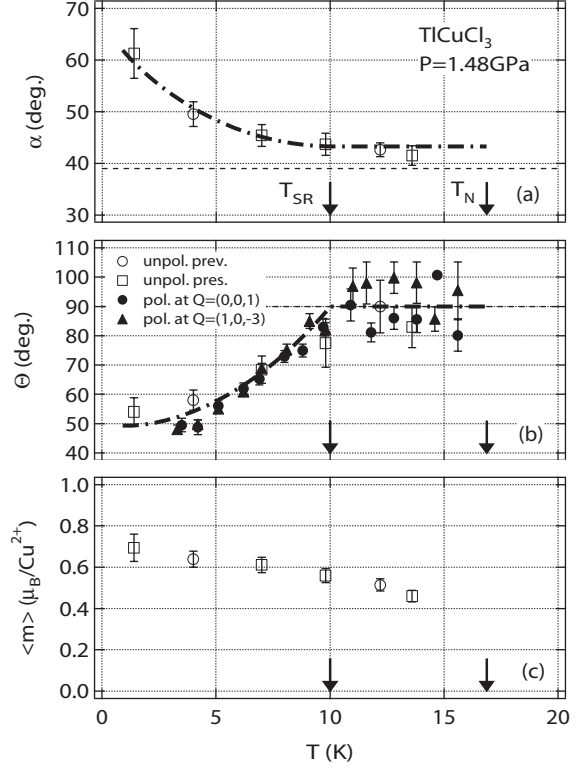 TlCuCl₃
P=1.48GPa
α (deg.)
70
60
50
40
30
T_SR
T_N
(a)
Θ (deg.)
110
100
90
80
70
60
50
40
unpol. prev.
unpol. pres.
pol. at Q=(0,0,1)
pol. at Q=(1,0,-3)
(b)
<m> (μ_B/Cu²⁺)
1.0
0.8
0.6
0.4
0.2
0.0
(c)
0 5 10 15 20
T (K)